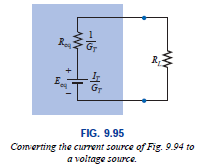 R_eq 1/G_T
R_L
+
E_eq I_T/G_T
–
FIG. 9.95
Converting the current source of Fig. 9.94 to
a voltage source.